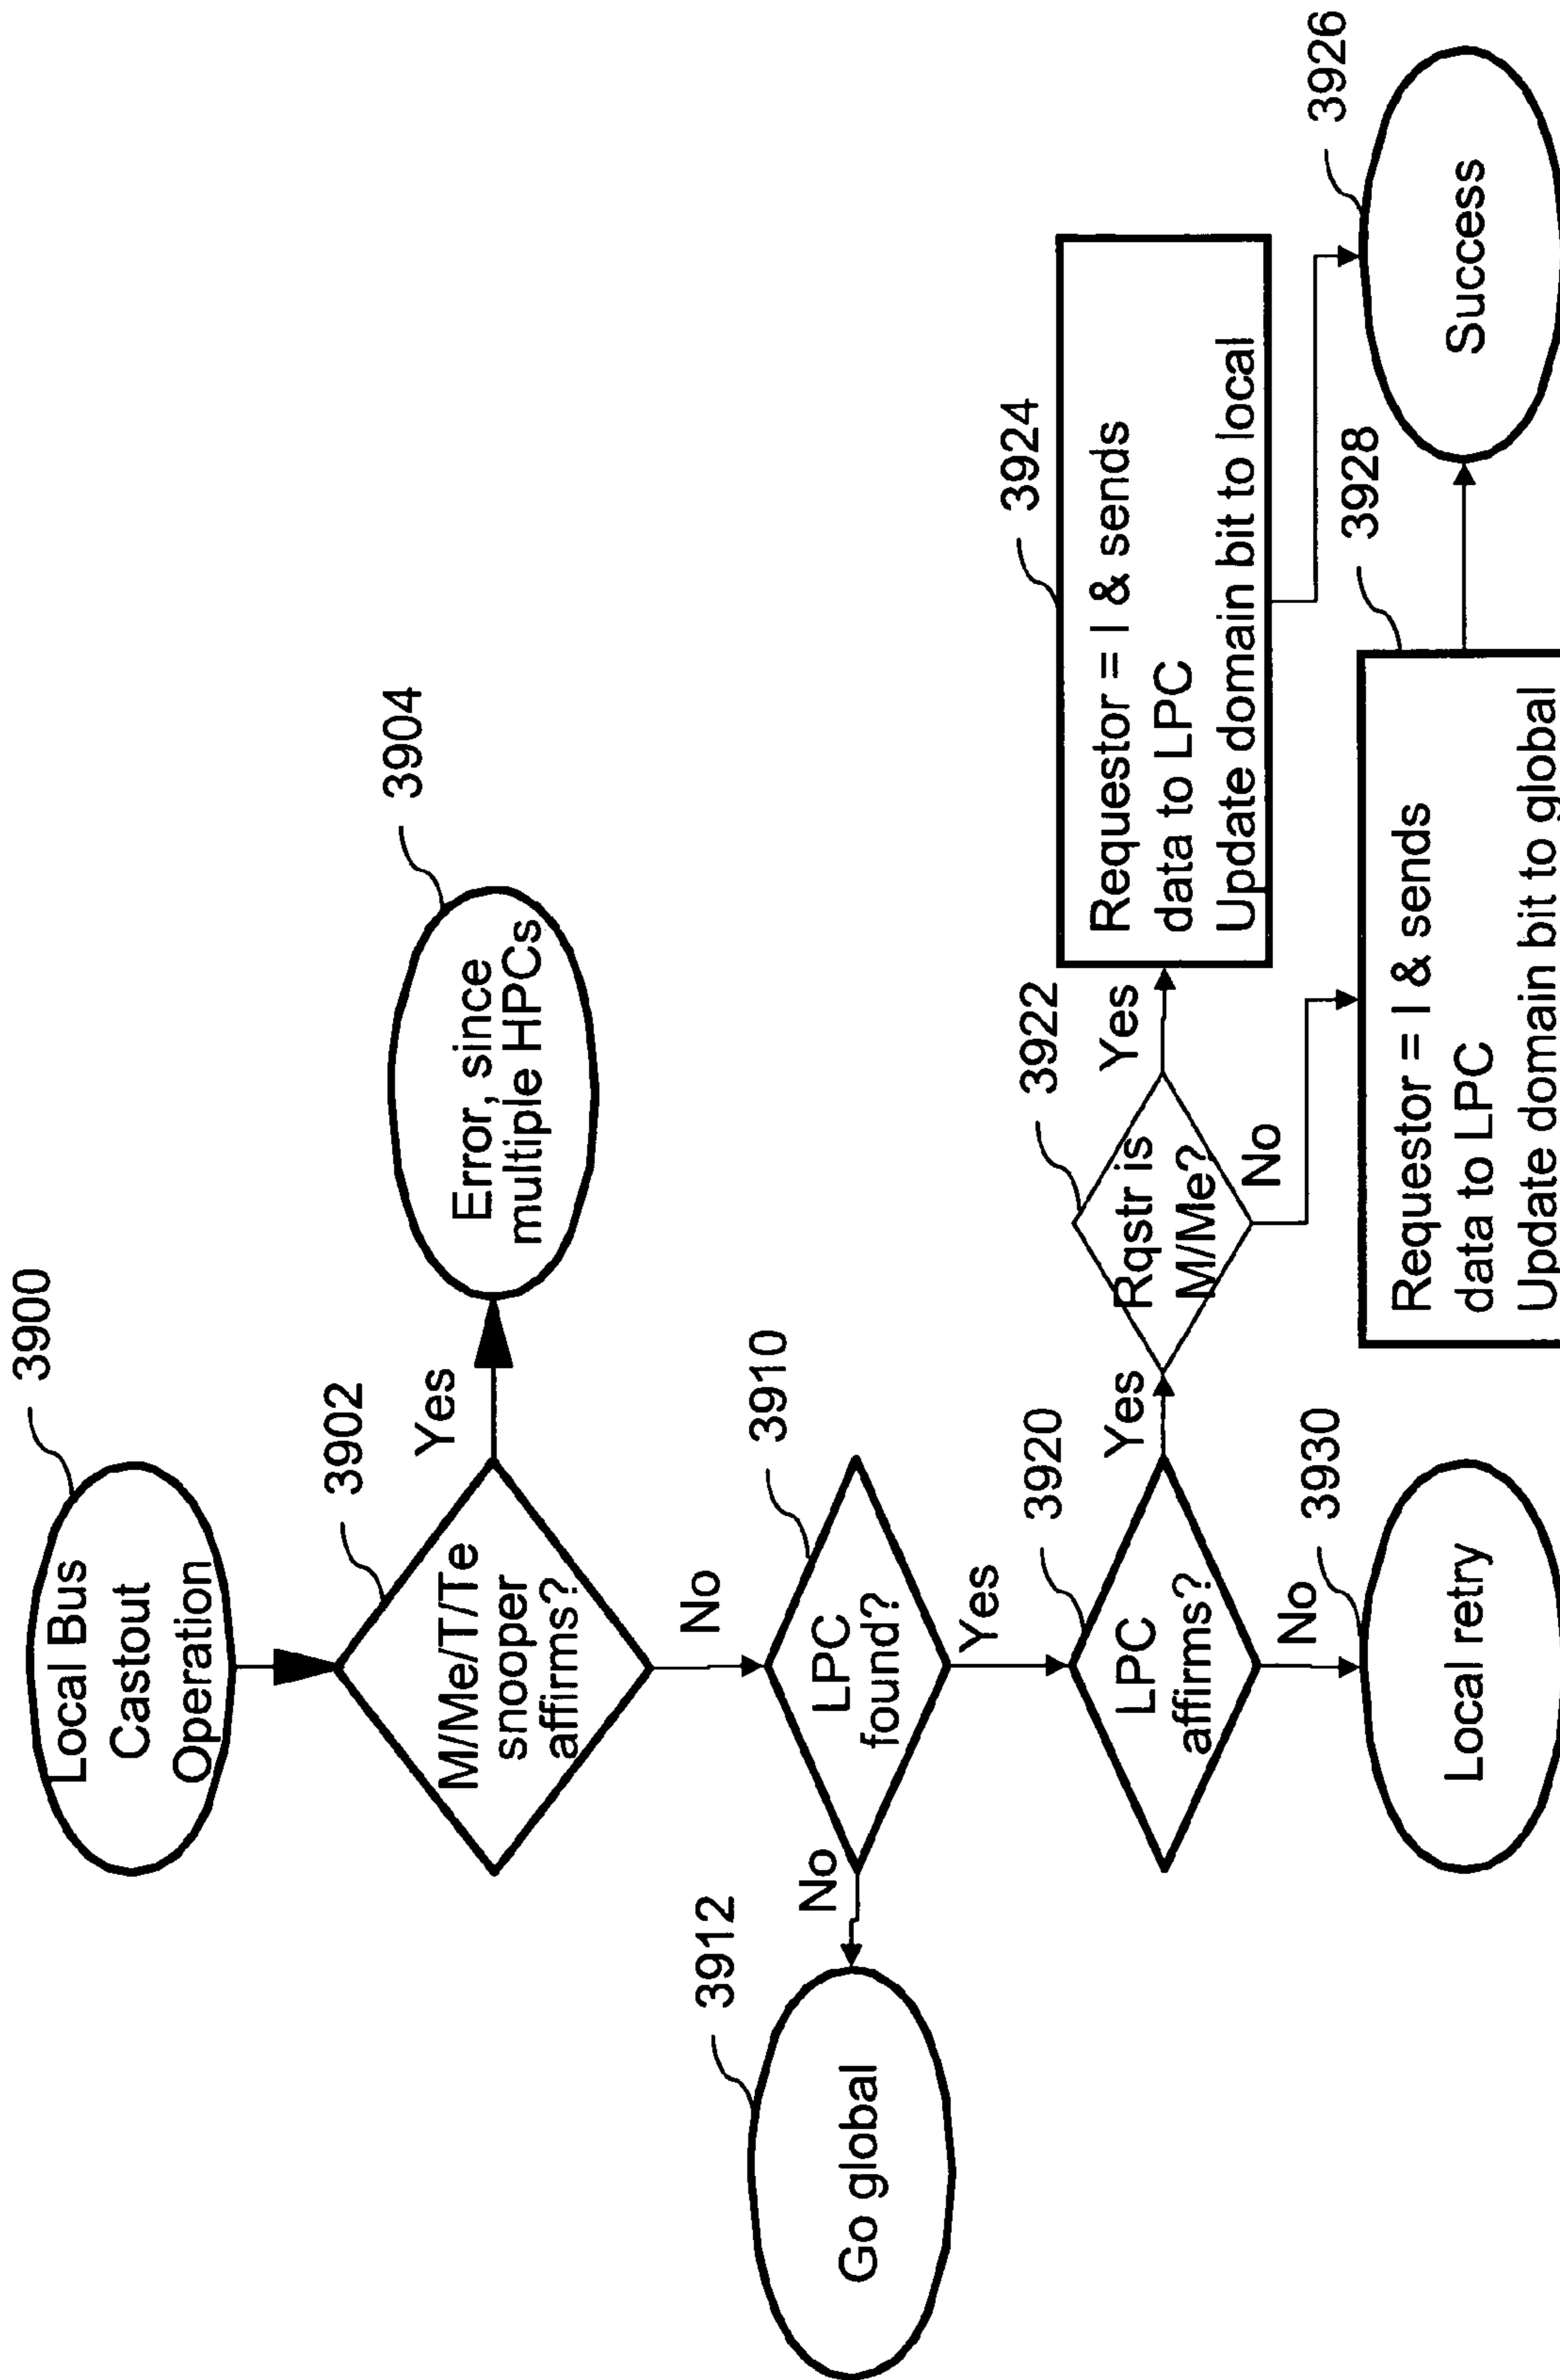 3900
Local Bus
Castout
Operation
3902
M/Me/T/Te
snooper
affirms?
Yes
3904
Error, since
multiple HPCs
No
3910
LPC
found?
No
3912
Go global
Yes
3920
LPC
affirms?
Yes
3922
Rqstr is
M/Me?
Yes
3924
Requestor = I & sends
data to LPC
Update domain bit to local
No
3928
Requestor = I & sends
data to LPC
Update domain bit to global
3926
Success
No
3930
Local retry